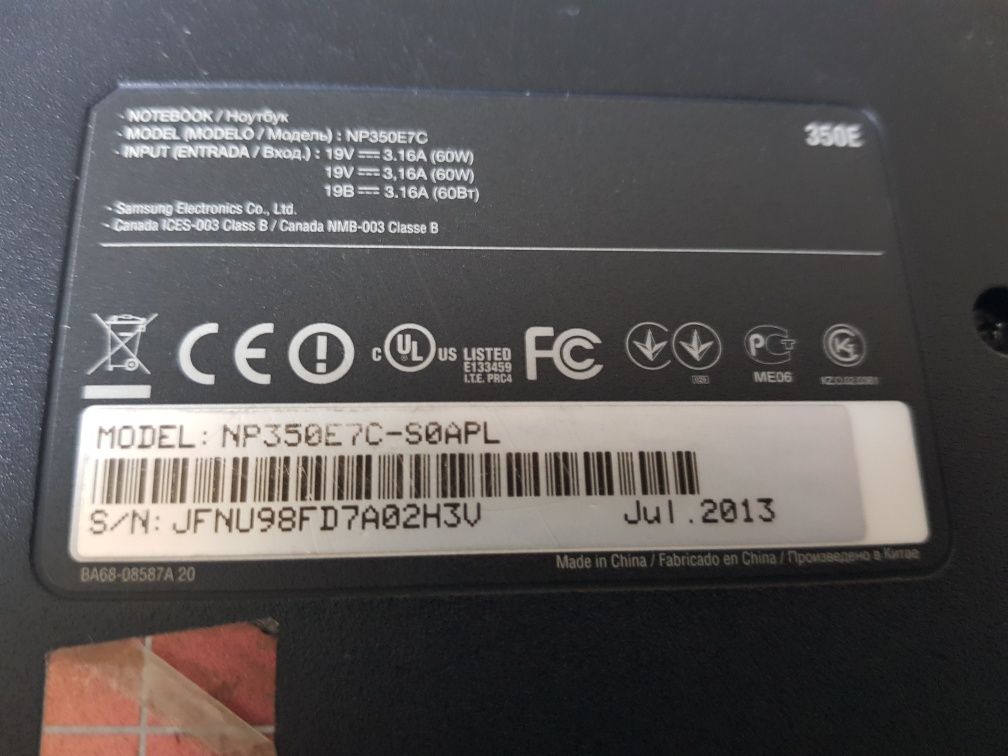 - NOTEBOOK / Ноутбук
- MODEL (MODELO / Модель) : NP350E7C
- INPUT (ENTRADA / Вход.) : 19V ⎓ 3.16A (60W)
19V ⎓ 3,16A (60W)
19В ⎓ 3.16A (60Вт)
- Samsung Electronics Co., Ltd.
- Canada ICES-003 Class B / Canada NMB-003 Classe B
350E
CE
C UL US LISTED
E133459
I.T.E. PRC4
FC
026
PCT
ME06
MODEL: NP350E7C-S0APL
S/N: JFNU98FD7A02H3V Jul.2013
BA68-08587A 20
Made in China / Fabricado en China / Произведено в Китае